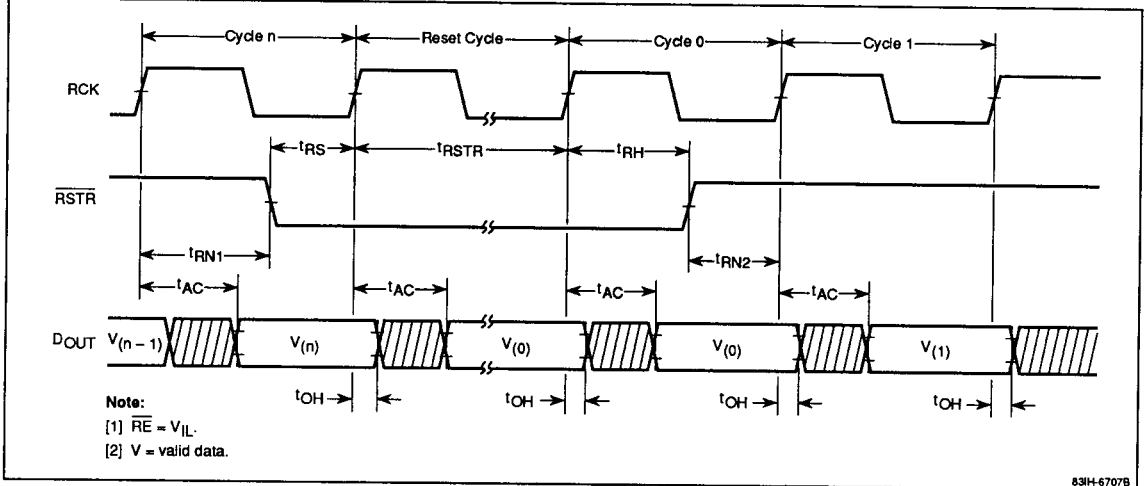 Cycle n Reset Cycle Cycle 0 Cycle 1
RCK
tRS tRSTR tRH
RSTR
tRN1 tRN2
tAC tAC tAC tAC
DOUT V(n – 1) V(n) V(0) V(0) V(1)
tOH tOH tOH tOH
Note:
[1] RE = VIL.
[2] V = valid data.
83IH-6707B